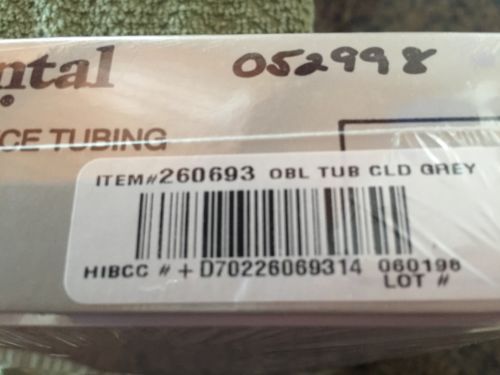 ntal
®
052998
CE TUBING
ITEM#260693 OBL TUB CLD GREY
HIBCC # + D70226069314 060198
LOT #